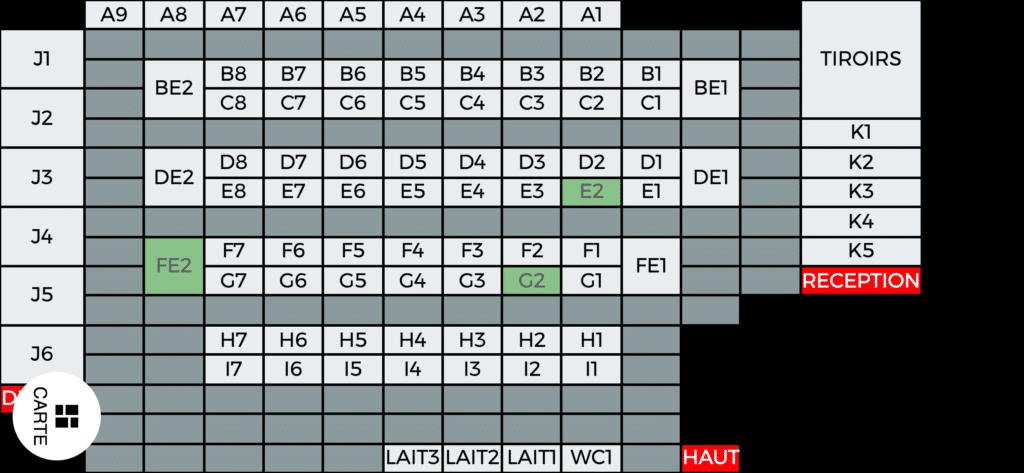 A9 A8 A7 A6 A5 A4 A3 A2 A1
J1 TIROIRS
B8 B7 B6 B5 B4 B3 B2 B1
BE2 BE1
C8 C7 C6 C5 C4 C3 C2 C1
J2
K1
D8 D7 D6 D5 D4 D3 D2 D1 K2
J3 DE2 DE1
E8 E7 E6 E5 E4 E3 E2 E1 K3
J4 K4
F7 F6 F5 F4 F3 F2 F1 K5
FE2 FE1
J5 G7 G6 G5 G4 G3 G2 G1 RECEPTION
H7 H6 H5 H4 H3 H2 H1
J6
I7 I6 I5 I4 I3 I2 I1
CARTE
LAIT3 LAIT2 LAIT1 WC1 HAUT